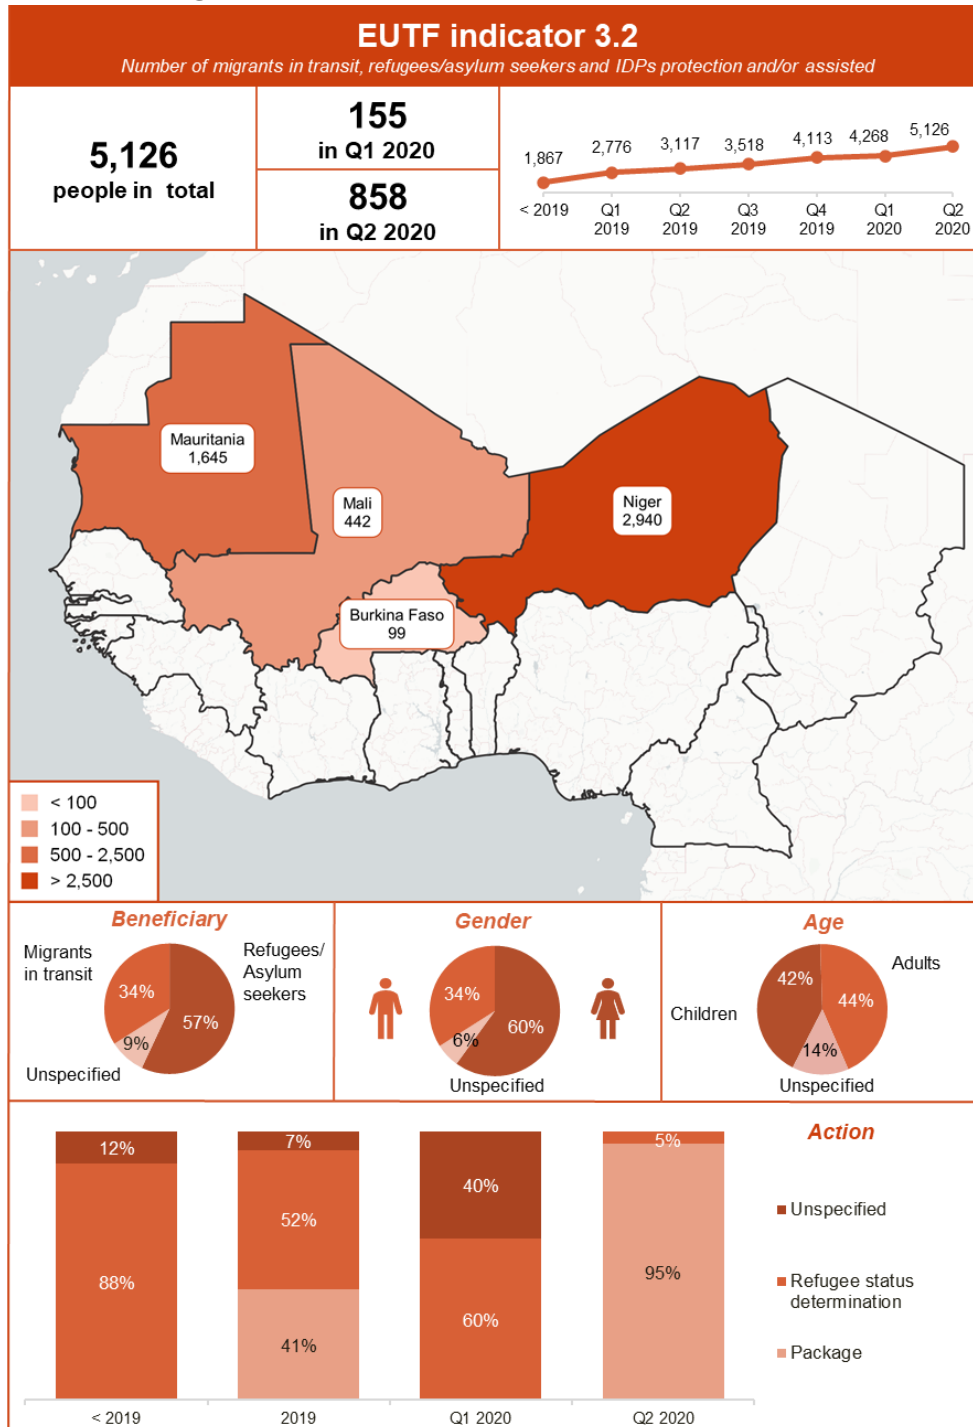 EUTF indicator 3.2
Number of migrants in transit, refugees/asylum seekers and IDPs protection and/or assisted
5,126
people in total
155
in Q1 2020
858
in Q2 2020
1,867
2,776
3,117
3,518
4,113
4,268
5,126
< 2019
Q1
2019
Q2
2019
Q3
2019
Q4
2019
Q1
2020
Q2
2020
Mauritania
1,645
Mali
442
Niger
2,940
Burkina Faso
99
< 100
100 - 500
500 - 2,500
> 2,500
Beneficiary
Migrants
in transit
Refugees/
Asylum
seekers
34%
57%
9%
Unspecified
Gender
34%
60%
6%
Unspecified
Age
42%
Adults
44%
Children
14%
Unspecified
Action
12%
88%
7%
52%
41%
40%
60%
5%
95%
Unspecified
Refugee status
determination
Package
< 2019
2019
Q1 2020
Q2 2020